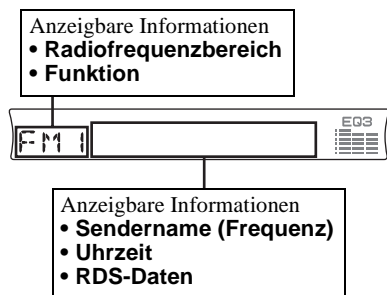 Anzeigbare Informationen
• Radiofrequenzbereich
• Funktion
EQ3
FM1
Anzeigbare Informationen
• Sendername (Frequenz)
• Uhrzeit
• RDS-Daten